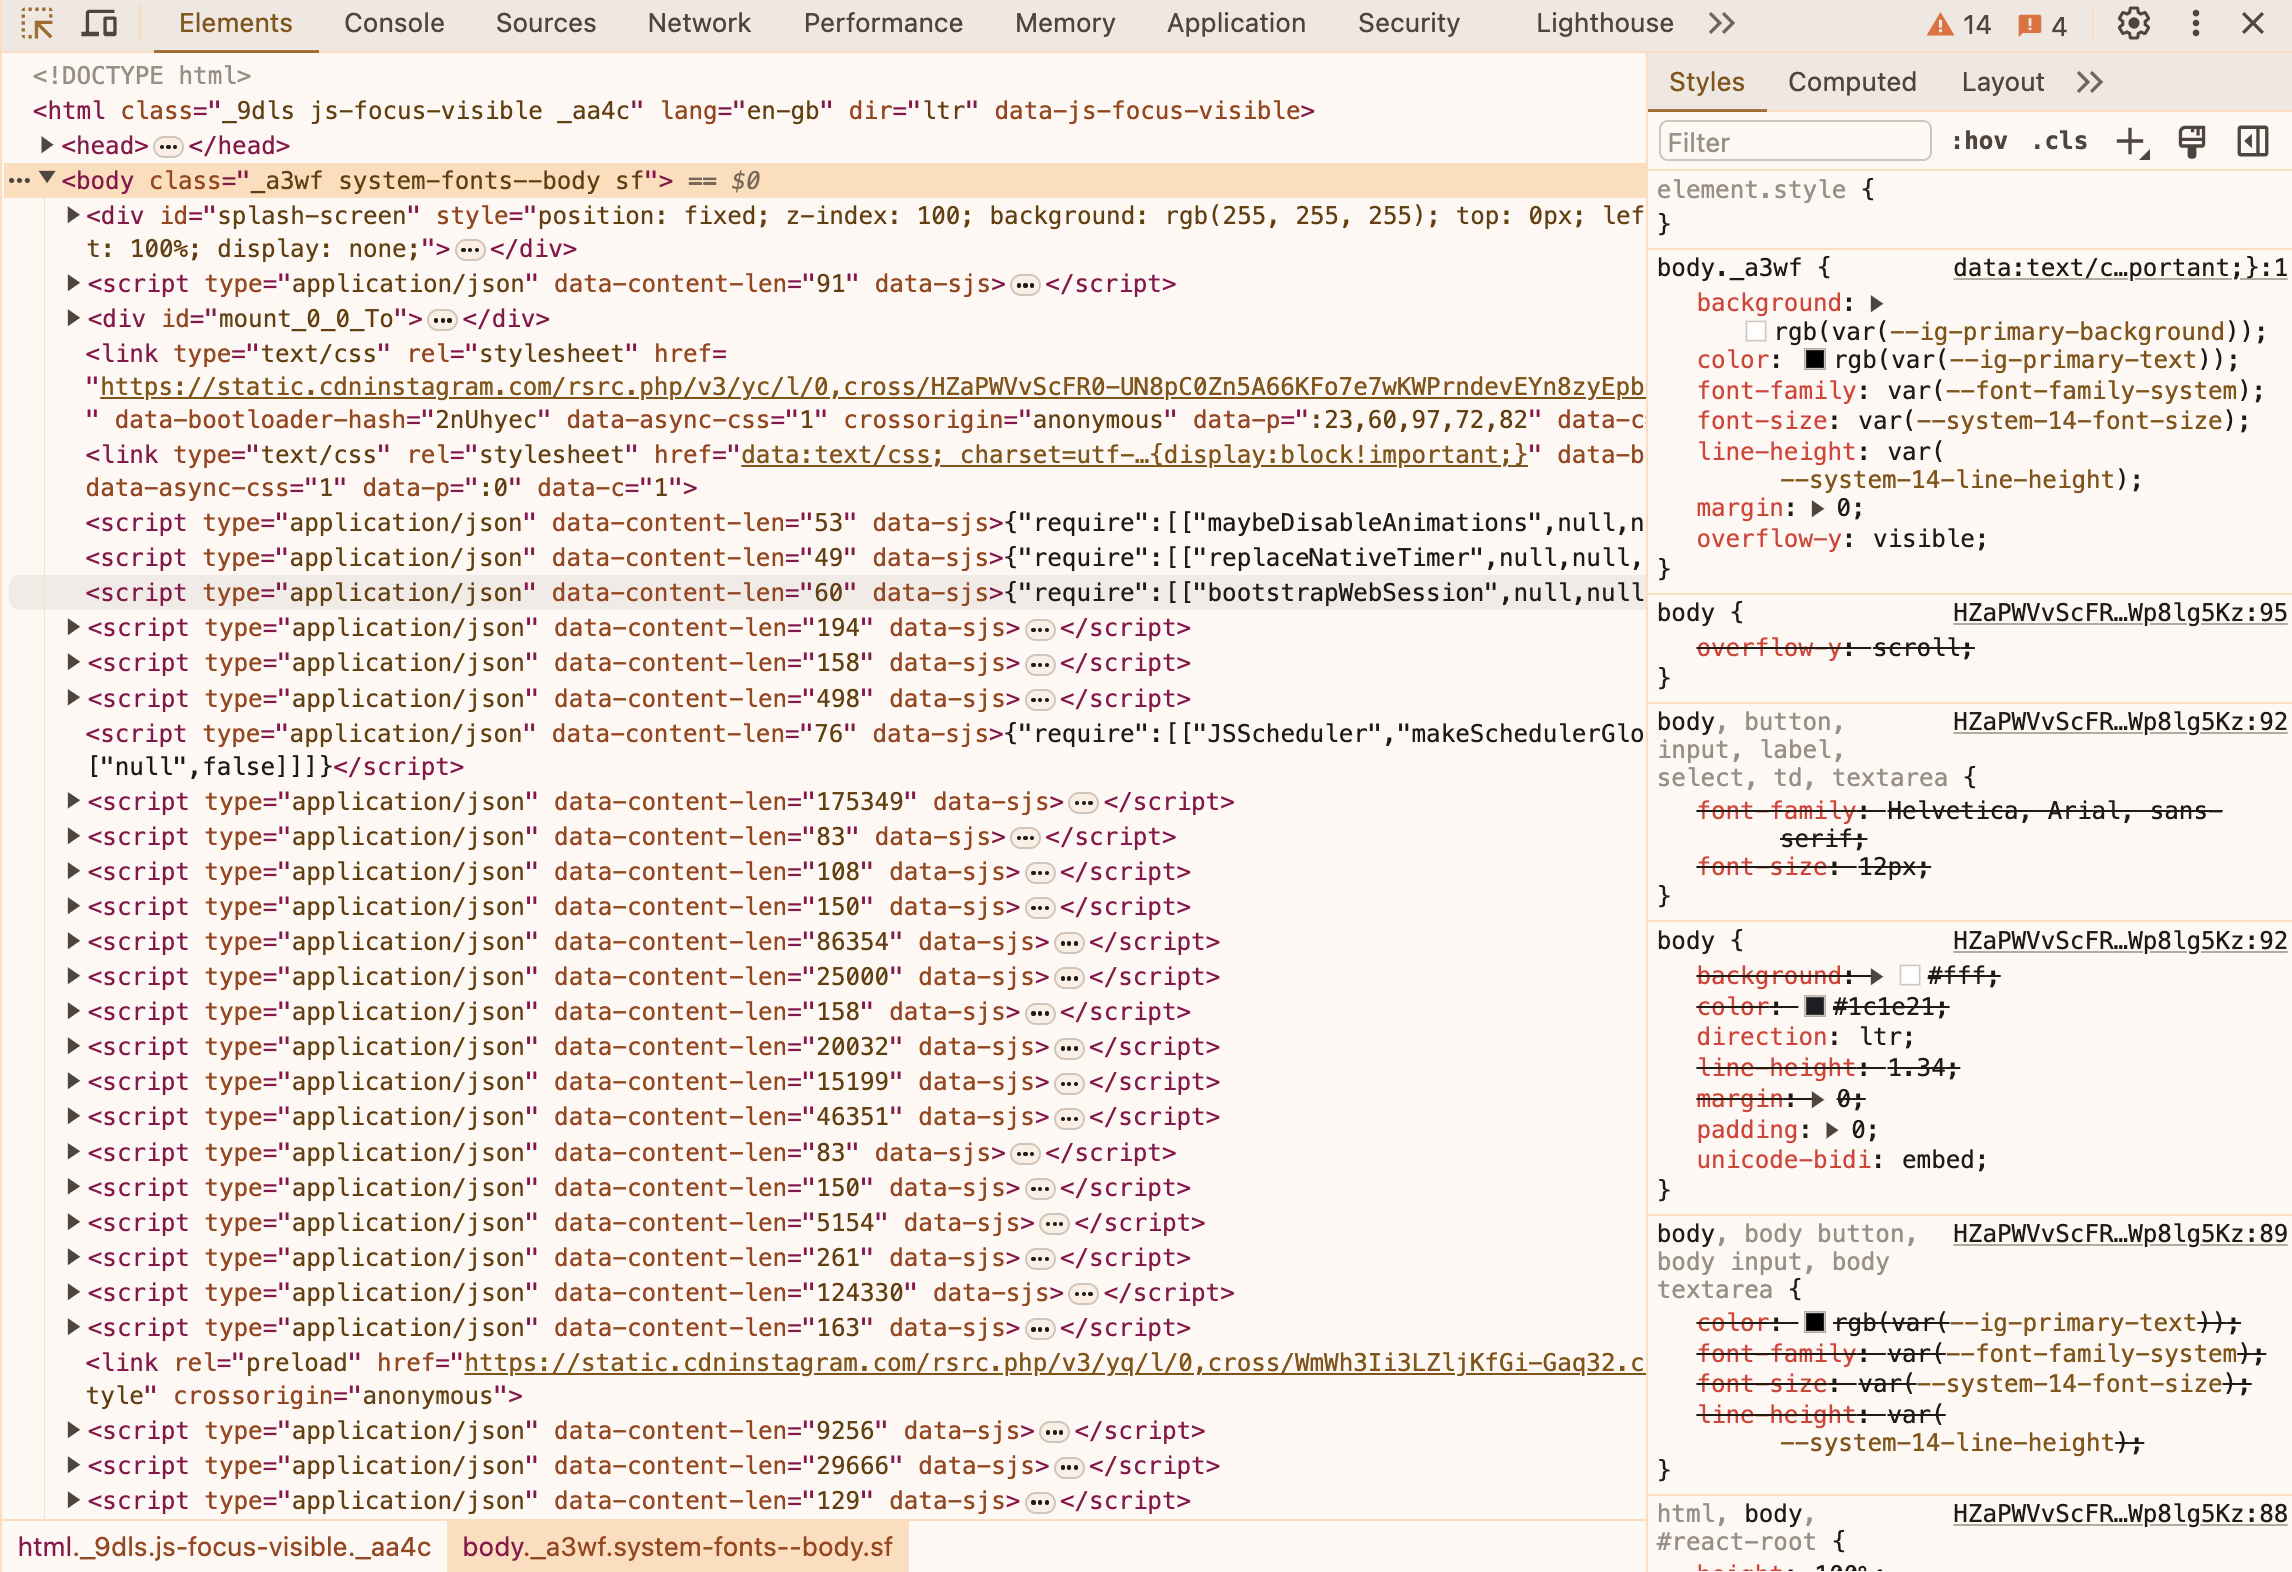 Elements Console Sources Network Performance Memory Application Security Lighthouse 14 4
<!DOCTYPE html>
<html class="_9dls js-focus-visible _aa4c" lang="en-gb" dir="ltr" data-js-focus-visible>
<head>…</head>
… <body class="_a3wf system-fonts--body sf"> == $0
<div id="splash-screen" style="position: fixed; z-index: 100; background: rgb(255, 255, 255); top: 0px; lef
t: 100%; display: none;">…</div>
<script type="application/json" data-content-len="91" data-sjs>…</script>
<div id="mount_0_0_To">…</div>
<link type="text/css" rel="stylesheet" href=
"https://static.cdninstagram.com/rsrc.php/v3/yc/l/0,cross/HZaPWVvScFR0-UN8pC0Zn5A66KFo7e7wKWPrndevEYn8zyEpb
" data-bootloader-hash="2nUhyec" data-async-css="1" crossorigin="anonymous" data-p=":23,60,97,72,82" data-c
<link type="text/css" rel="stylesheet" href="data:text/css; charset=utf-…{display:block!important;}" data-b
data-async-css="1" data-p=":0" data-c="1">
<script type="application/json" data-content-len="53" data-sjs>{"require":[["maybeDisableAnimations",null,n
<script type="application/json" data-content-len="49" data-sjs>{"require":[["replaceNativeTimer",null,null,
<script type="application/json" data-content-len="60" data-sjs>{"require":[["bootstrapWebSession",null,null
<script type="application/json" data-content-len="194" data-sjs>…</script>
<script type="application/json" data-content-len="158" data-sjs>…</script>
<script type="application/json" data-content-len="498" data-sjs>…</script>
<script type="application/json" data-content-len="76" data-sjs>{"require":[["JSScheduler","makeSchedulerGlo
["null",false]]]}</script>
<script type="application/json" data-content-len="175349" data-sjs>…</script>
<script type="application/json" data-content-len="83" data-sjs>…</script>
<script type="application/json" data-content-len="108" data-sjs>…</script>
<script type="application/json" data-content-len="150" data-sjs>…</script>
<script type="application/json" data-content-len="86354" data-sjs>…</script>
<script type="application/json" data-content-len="25000" data-sjs>…</script>
<script type="application/json" data-content-len="158" data-sjs>…</script>
<script type="application/json" data-content-len="20032" data-sjs>…</script>
<script type="application/json" data-content-len="15199" data-sjs>…</script>
<script type="application/json" data-content-len="46351" data-sjs>…</script>
<script type="application/json" data-content-len="83" data-sjs>…</script>
<script type="application/json" data-content-len="150" data-sjs>…</script>
<script type="application/json" data-content-len="5154" data-sjs>…</script>
<script type="application/json" data-content-len="261" data-sjs>…</script>
<script type="application/json" data-content-len="124330" data-sjs>…</script>
<script type="application/json" data-content-len="163" data-sjs>…</script>
<link rel="preload" href="https://static.cdninstagram.com/rsrc.php/v3/yq/l/0,cross/WmWh3Ii3LZljKfGi-Gaq32.c
tyle" crossorigin="anonymous">
<script type="application/json" data-content-len="9256" data-sjs>…</script>
<script type="application/json" data-content-len="29666" data-sjs>…</script>
<script type="application/json" data-content-len="129" data-sjs>…</script>
html._9dls.js-focus-visible._aa4c body._a3wf.system-fonts--body.sf
Styles Computed Layout
Filter :hov .cls
element.style {
}
body._a3wf { data:text/c…portant;}:1
background:
rgb(var(--ig-primary-background));
color: rgb(var(--ig-primary-text));
font-family: var(--font-family-system);
font-size: var(--system-14-font-size);
line-height: var(
--system-14-line-height);
margin: 0;
overflow-y: visible;
}
body { HZaPWVvScFR…Wp8lg5Kz:95
overflow-y: scroll;
}
body, button, HZaPWVvScFR…Wp8lg5Kz:92
input, label,
select, td, textarea {
font-family: Helvetica, Arial, sans-
serif;
font-size: 12px;
}
body { HZaPWVvScFR…Wp8lg5Kz:92
background: #fff;
color: #1c1e21;
direction: ltr;
line-height: 1.34;
margin: 0;
padding: 0;
unicode-bidi: embed;
}
body, body button, HZaPWVvScFR…Wp8lg5Kz:89
body input, body
textarea {
color: rgb(var(--ig-primary-text));
font-family: var(--font-family-system);
font-size: var(--system-14-font-size);
line-height: var(
--system-14-line-height);
}
html, body, HZaPWVvScFR…Wp8lg5Kz:88
#react-root {
height: 100%;